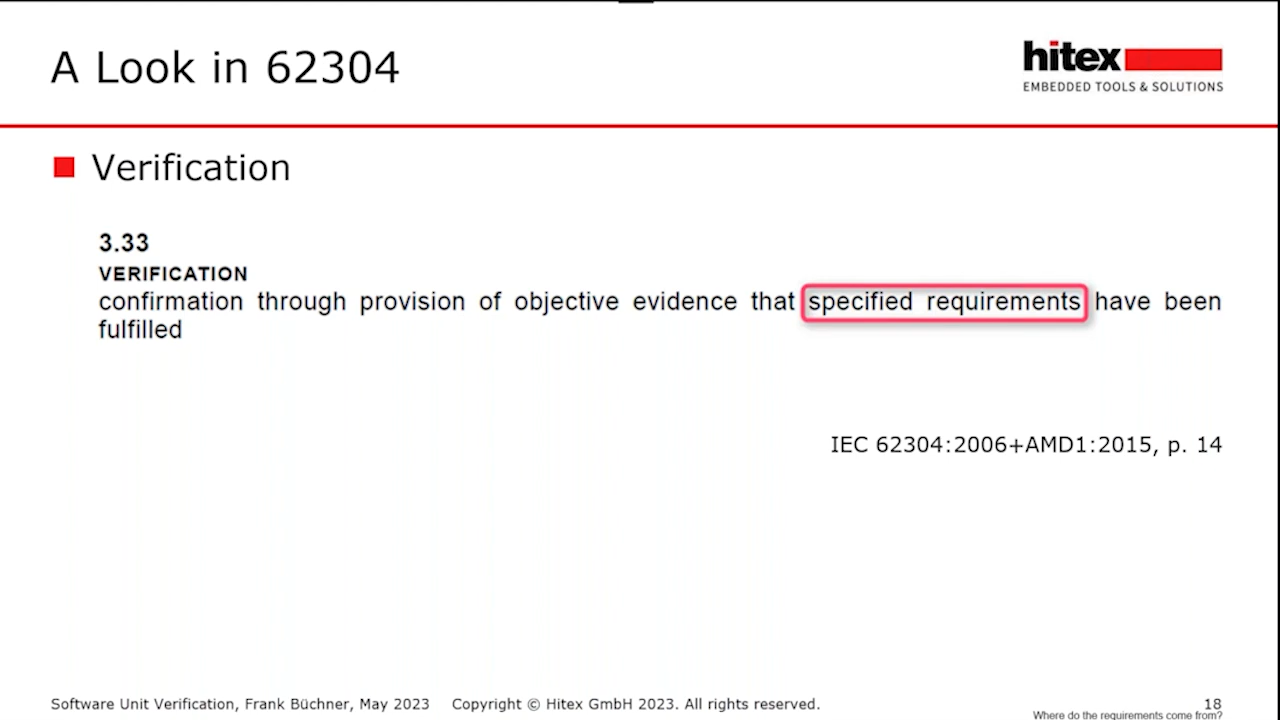 A Look in 62304
hitex
EMBEDDED TOOLS & SOLUTIONS
Verification
3.33
VERIFICATION
confirmation through provision of objective evidence that specified requirements have been
fulfilled
IEC 62304:2006+AMD1:2015, p. 14
Software Unit Verification, Frank Büchner, May 2023 Copyright © Hitex GmbH 2023. All rights reserved. 18
Where do the requirements come from?